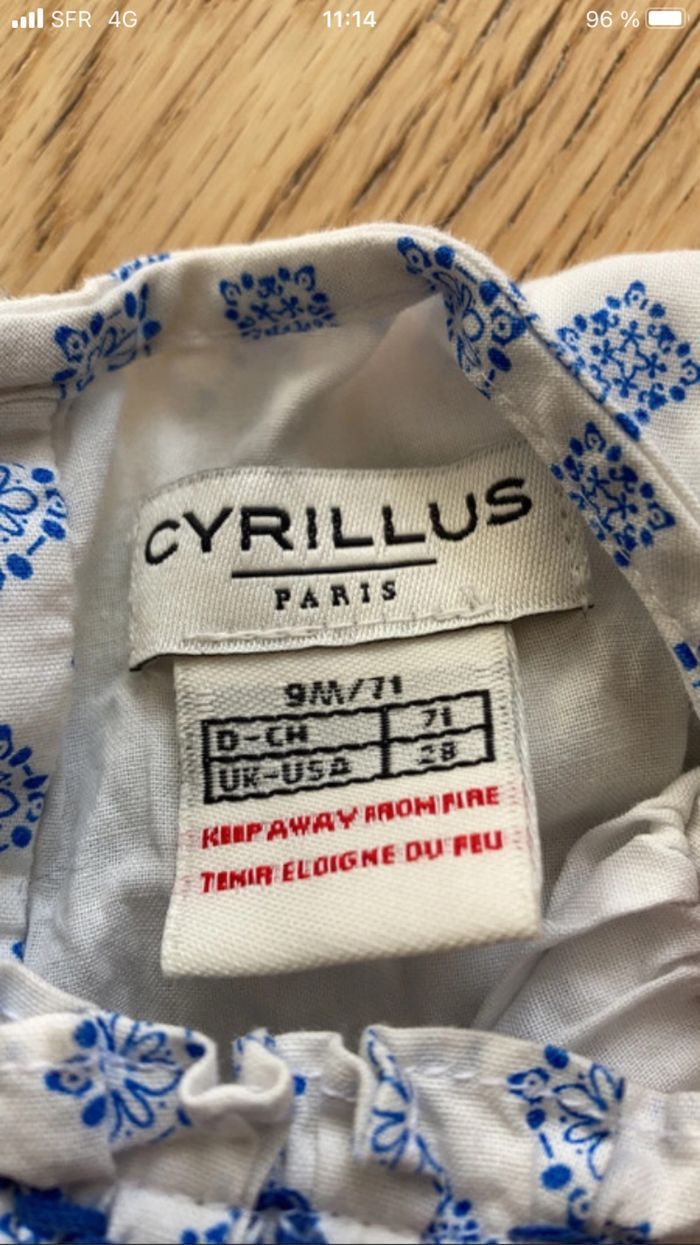 SFR 4G 11:14 96 %
CYRILLUS
PARIS
9M/71
D-CH 71
UK-USA 28
KEEP AWAY FROM FIRE
TENIR ELOIGNE DU FEU